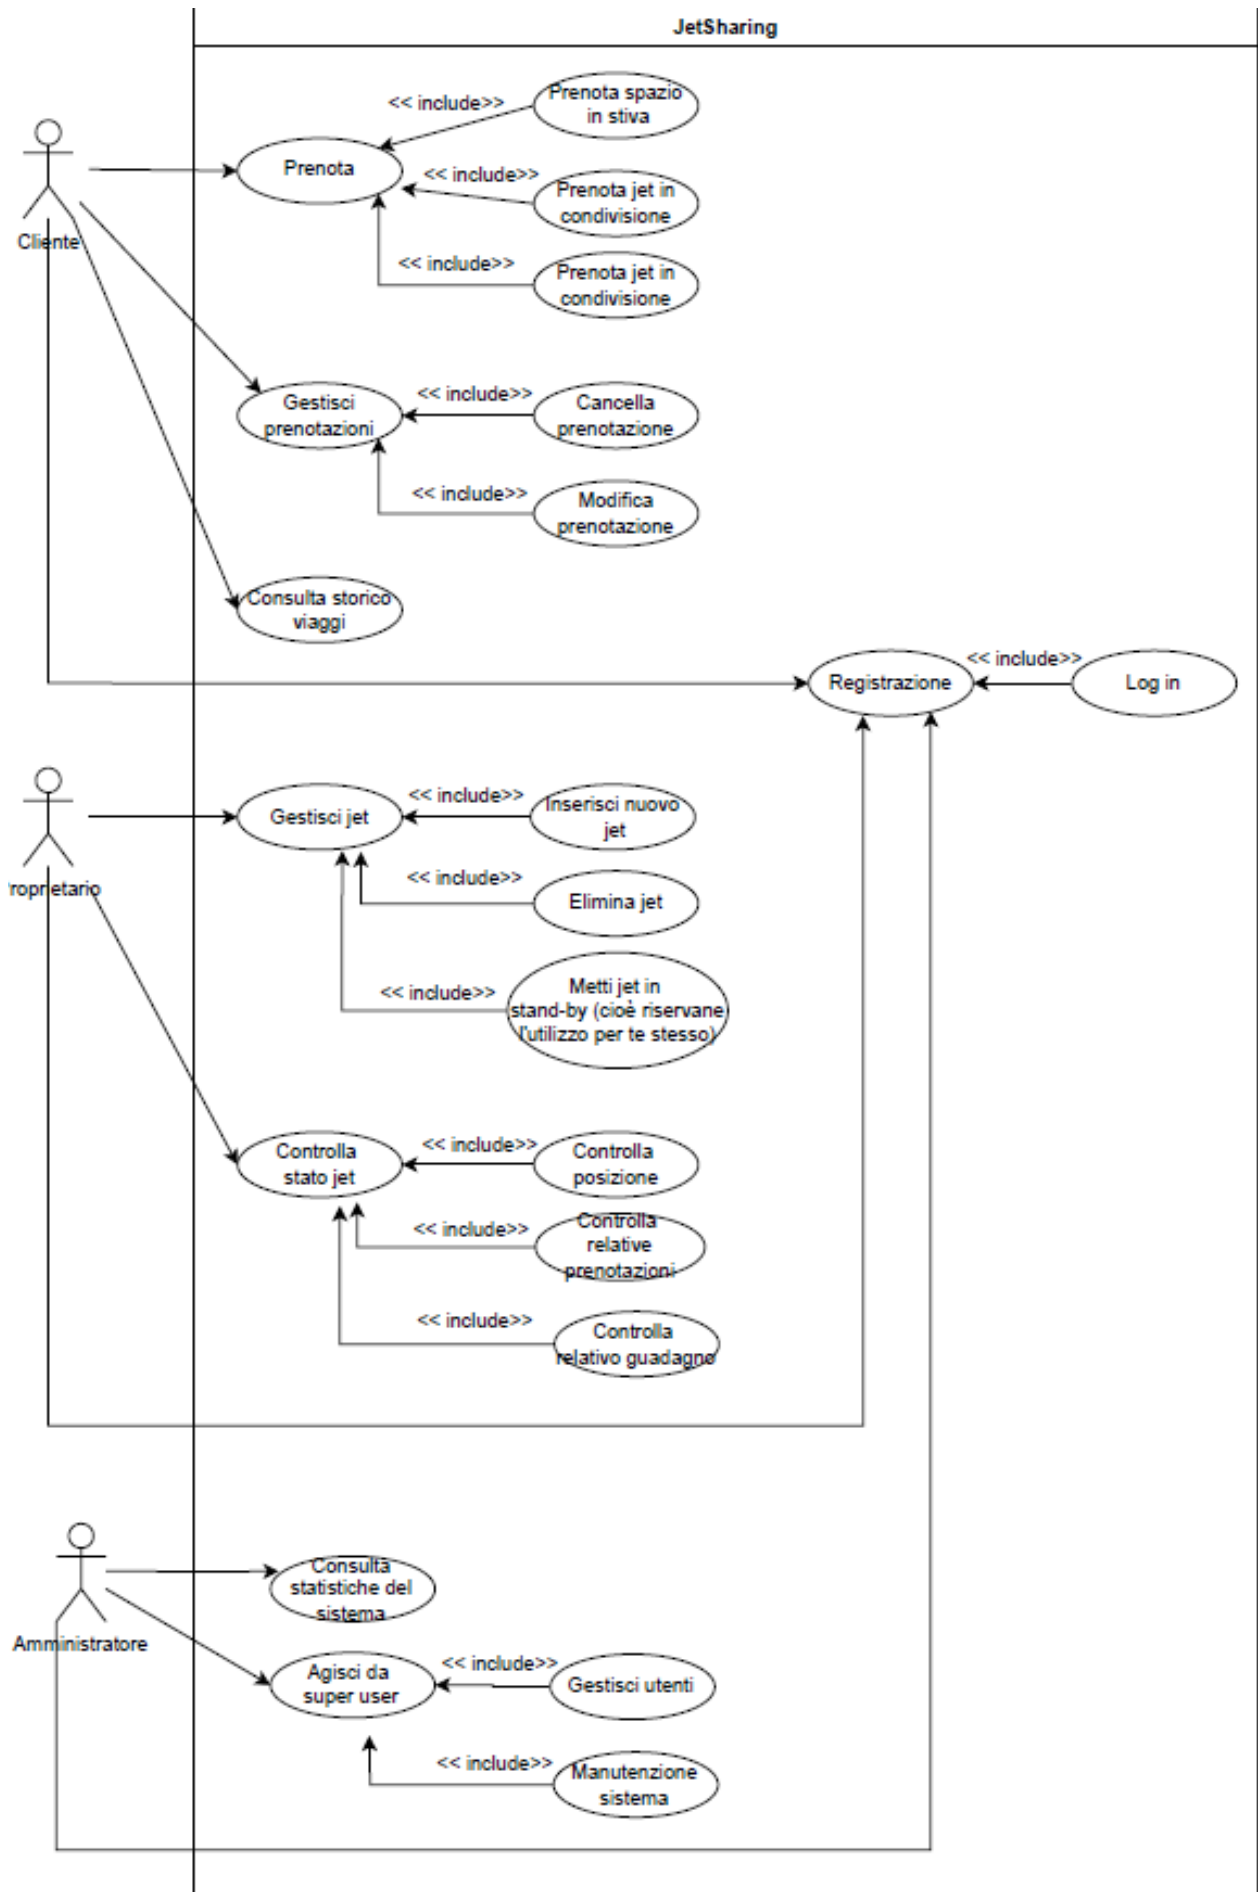 JetSharing
<< include>>
Prenota spazio
in stiva
Prenota
<< include>>
Prenota jet in
condivisione
Cliente
<< include>>
Prenota jet in
condivisione
Gestisci
prenotazioni
<< include>>
Cancella
prenotazione
<< include>>
Modifica
prenotazione
Consulta storico
viaggi
Registrazione
<< include>>
Log in
Gestisci jet
<< include>>
Inserisci nuovo
jet
roprietario
<< include>>
Elimina jet
<< include>>
Metti jet in
stand-by (cioè riservane
l'utilizzo per te stesso)
Controlla
stato jet
<< include>>
Controlla
posizione
<< include>>
Controlla
relative
prenotazioni
<< include>>
Controlla
relativo guadagno
Consulta
statistiche del
sistema
Amministratore
Agisci da
super user
<< include>>
Gestisci utenti
<< include>>
Manutenzione
sistema